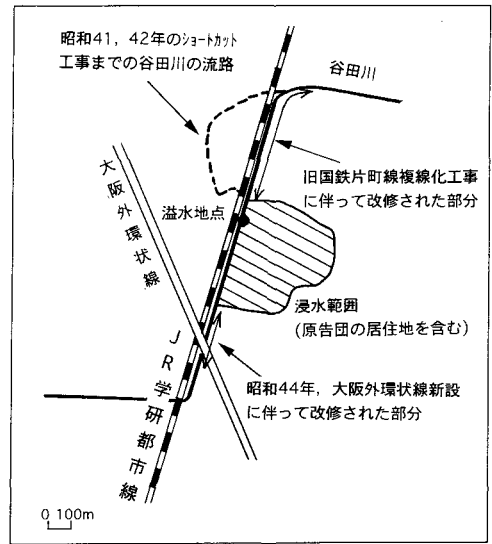 昭和41，42年のショートカット
工事までの谷田川の流路
谷田川
大阪外環状線
旧国鉄片町線複線化工事
に伴って改修された部分
溢水地点
浸水範囲
(原告団の居住地を含む)
JR学研都市線
昭和44年，大阪外環状線新設
に伴って改修された部分
0 100m